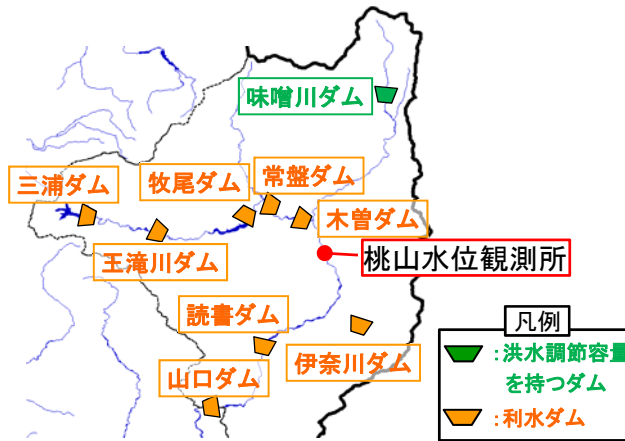 味噌川ダム
三浦ダム
牧尾ダム
常盤ダム
木曽ダム
王滝川ダム
桃山水位観測所
読書ダム
伊奈川ダム
山口ダム
凡例
:洪水調節容量
を持つダム
:利水ダム